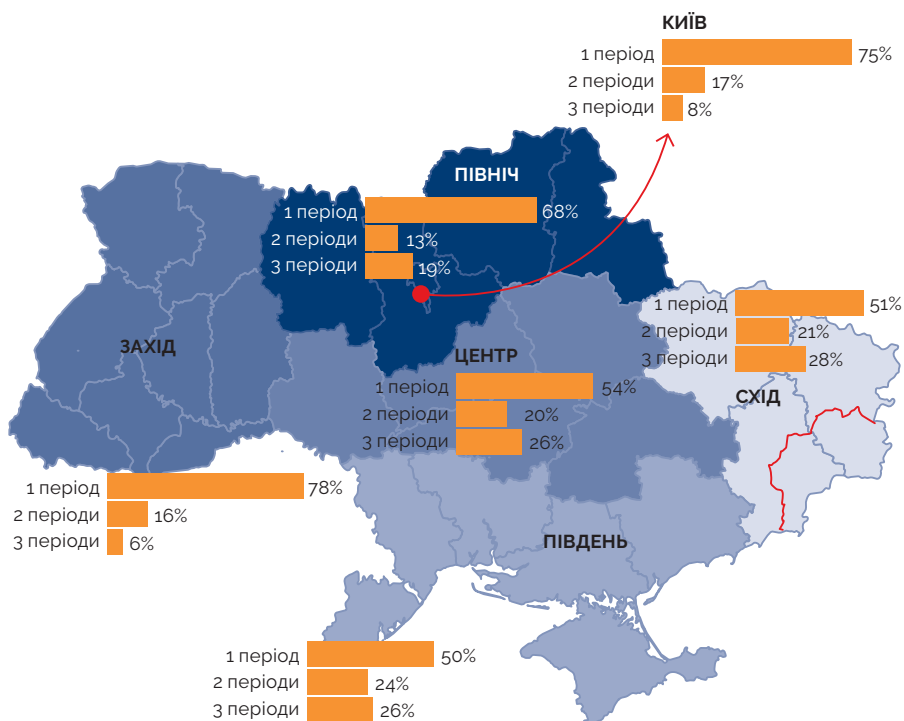 КИЇВ
1 період 75%
2 періоди 17%
3 періоди 8%
ПІВНІЧ
1 період 68%
2 періоди 13%
3 періоди 19%
1 період 51%
2 періоди 21%
3 періоди 28%
СХІД
ЗАХІД
ЦЕНТР
1 період 54%
2 періоди 20%
3 періоди 26%
1 період 78%
2 періоди 16%
3 періоди 6%
ПІВДЕНЬ
1 період 50%
2 періоди 24%
3 періоди 26%